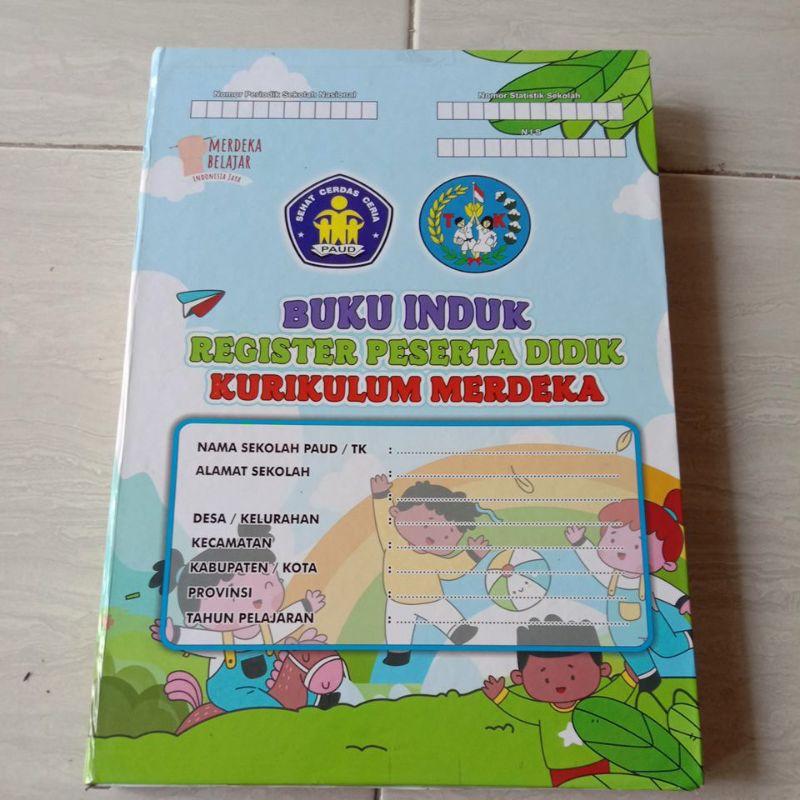 Nomor Periodik Sekolah Nasional
Nomor Statistik Sekolah
N I S
MERDEKA
BELAJAR
INDONESIA JAYA
SEHAT CERDAS CERIA
PAUD
T K
BUKU INDUK
REGISTER PESERTA DIDIK
KURIKULUM MERDEKA
NAMA SEKOLAH PAUD / TK :
ALAMAT SEKOLAH :
:
:
DESA / KELURAHAN :
KECAMATAN :
KABUPATEN / KOTA :
PROVINSI :
TAHUN PELAJARAN :